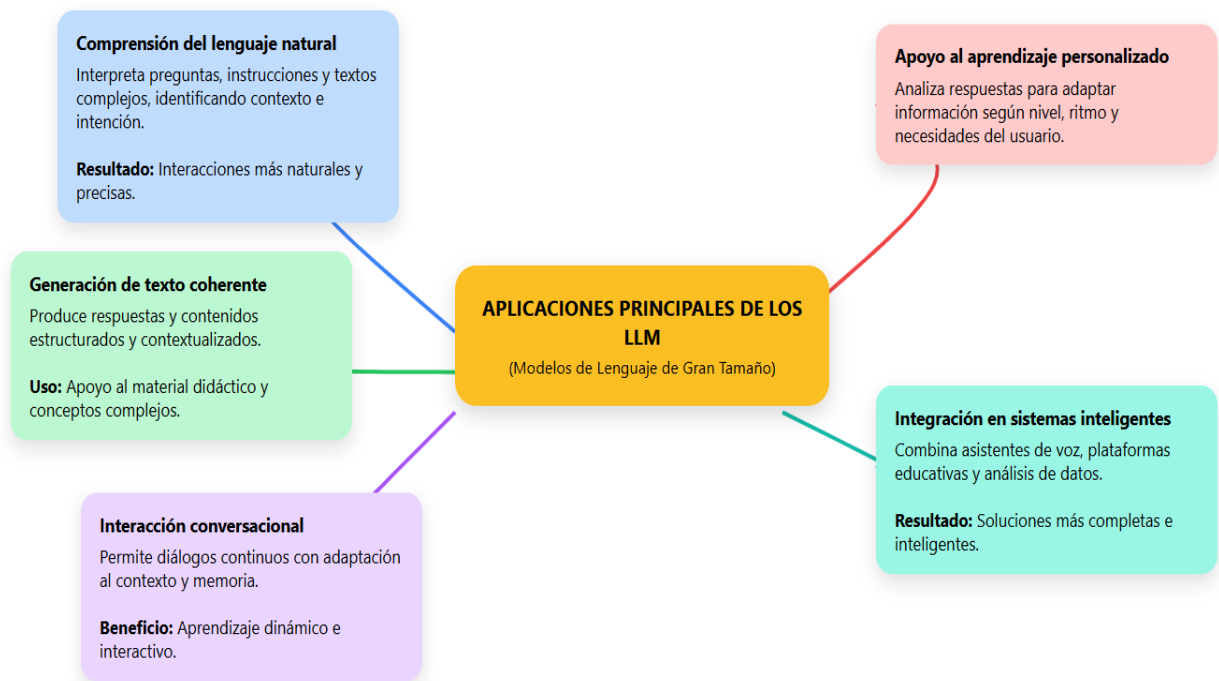 Comprensión del lenguaje natural
Interpreta preguntas, instrucciones y textos
complejos, identificando contexto e
intención.
Resultado: Interacciones más naturales y
precisas.
Generación de texto coherente
Produce respuestas y contenidos
estructurados y contextualizados.
Uso: Apoyo al material didáctico y
conceptos complejos.
Interacción conversacional
Permite diálogos continuos con adaptación
al contexto y memoria.
Beneficio: Aprendizaje dinámico e
interactivo.
APLICACIONES PRINCIPALES DE LOS
LLM
(Modelos de Lenguaje de Gran Tamaño)
Apoyo al aprendizaje personalizado
Analiza respuestas para adaptar
información según nivel, ritmo y
necesidades del usuario.
Integración en sistemas inteligentes
Combina asistentes de voz, plataformas
educativas y análisis de datos.
Resultado: Soluciones más completas e
inteligentes.